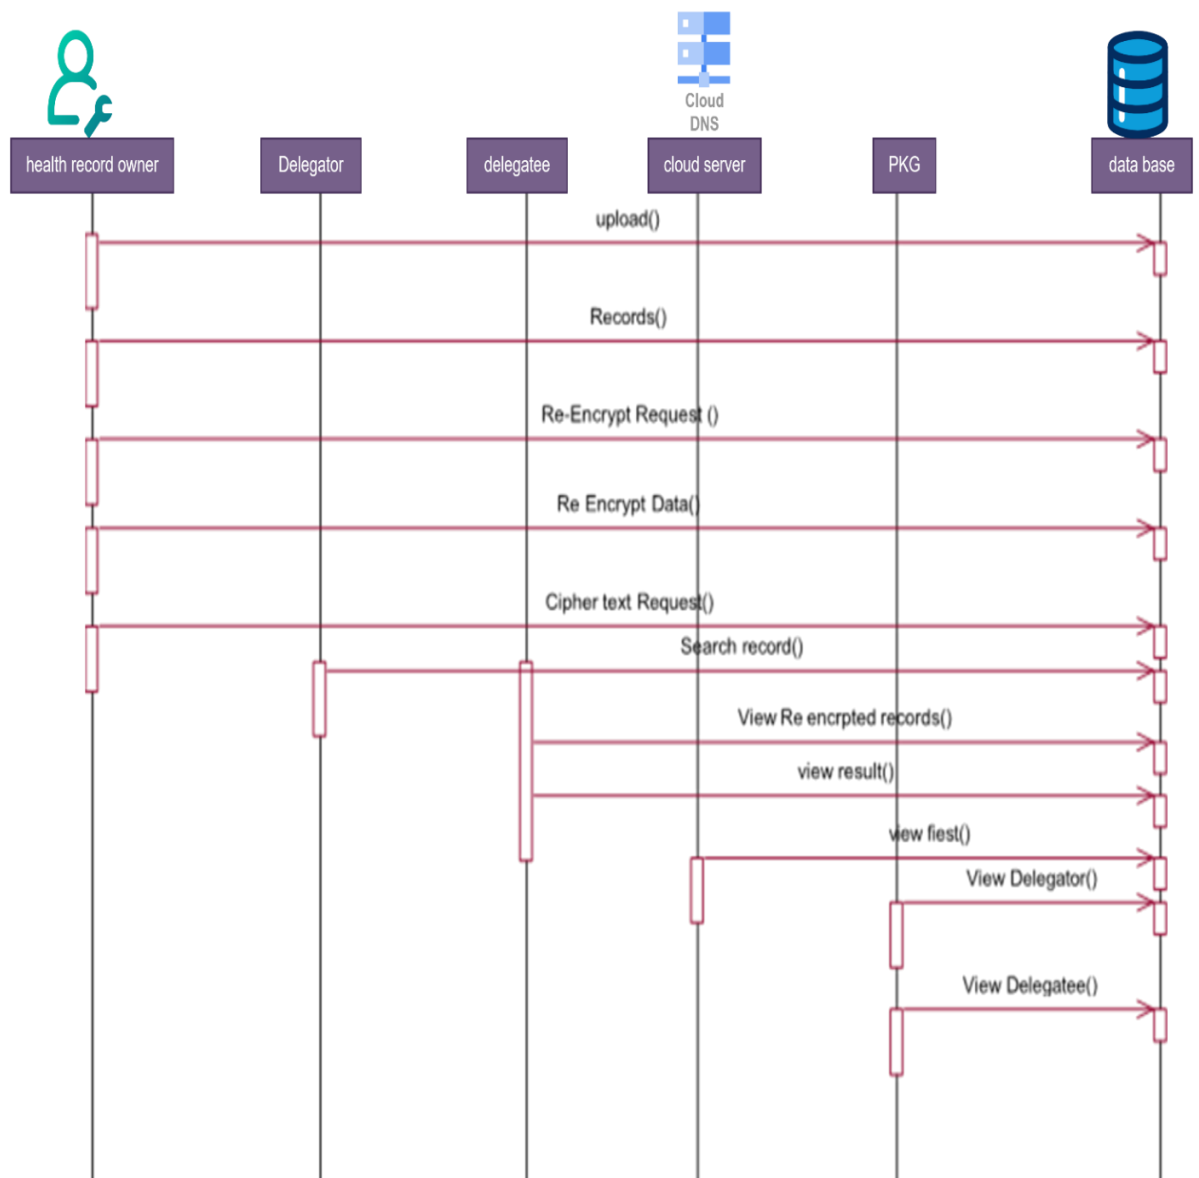 Cloud
DNS
health record owner
Delegator
delegatee
cloud server
PKG
data base
upload()
Records()
Re-Encrypt Request ()
Re Encrypt Data()
Cipher text Request()
Search record()
View Re encrpted records()
view result()
view fiest()
View Delegator()
View Delegatee()